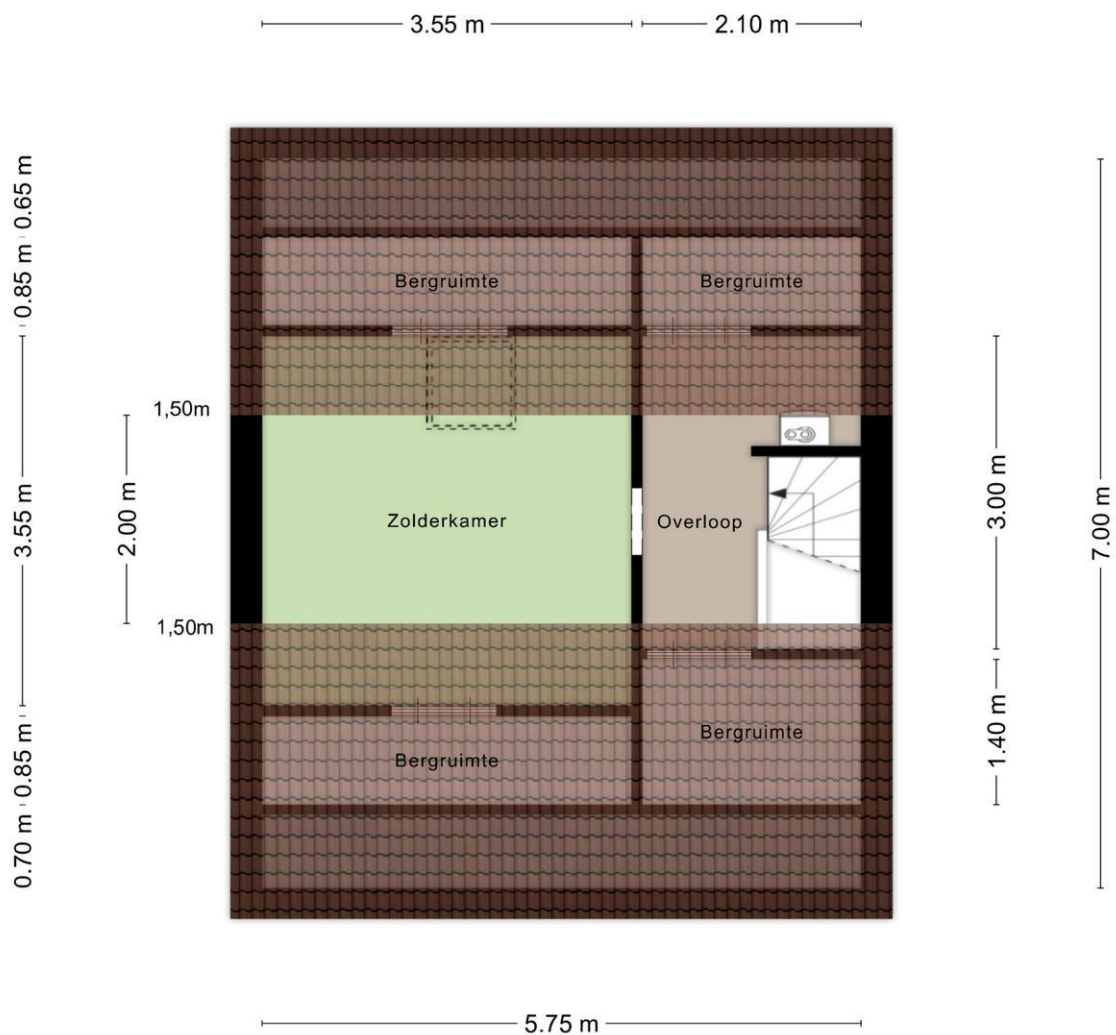 3.55 m
2.10 m
0.65 m
0.85 m
Bergruimte
Bergruimte
1,50m
3.55 m
2.00 m
Zolderkamer
Overloop
3.00 m
7.00 m
1,50m
Bergruimte
Bergruimte
1.40 m
0.85 m
0.70 m
5.75 m